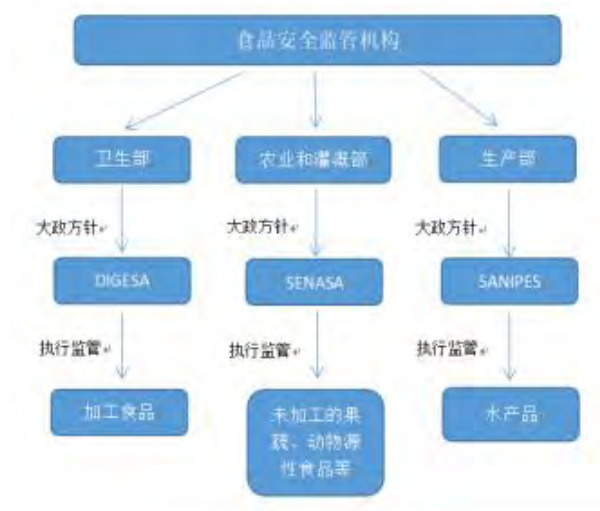 食品安全监管机构
卫生部
农业和灌溉部
生产部
大政方针
大政方针
大政方针
DIGESA
SENASA
SANIPES
执行监管
执行监管
执行监管
加工食品
未加工的果
蔬、动物源
性食品等
水产品